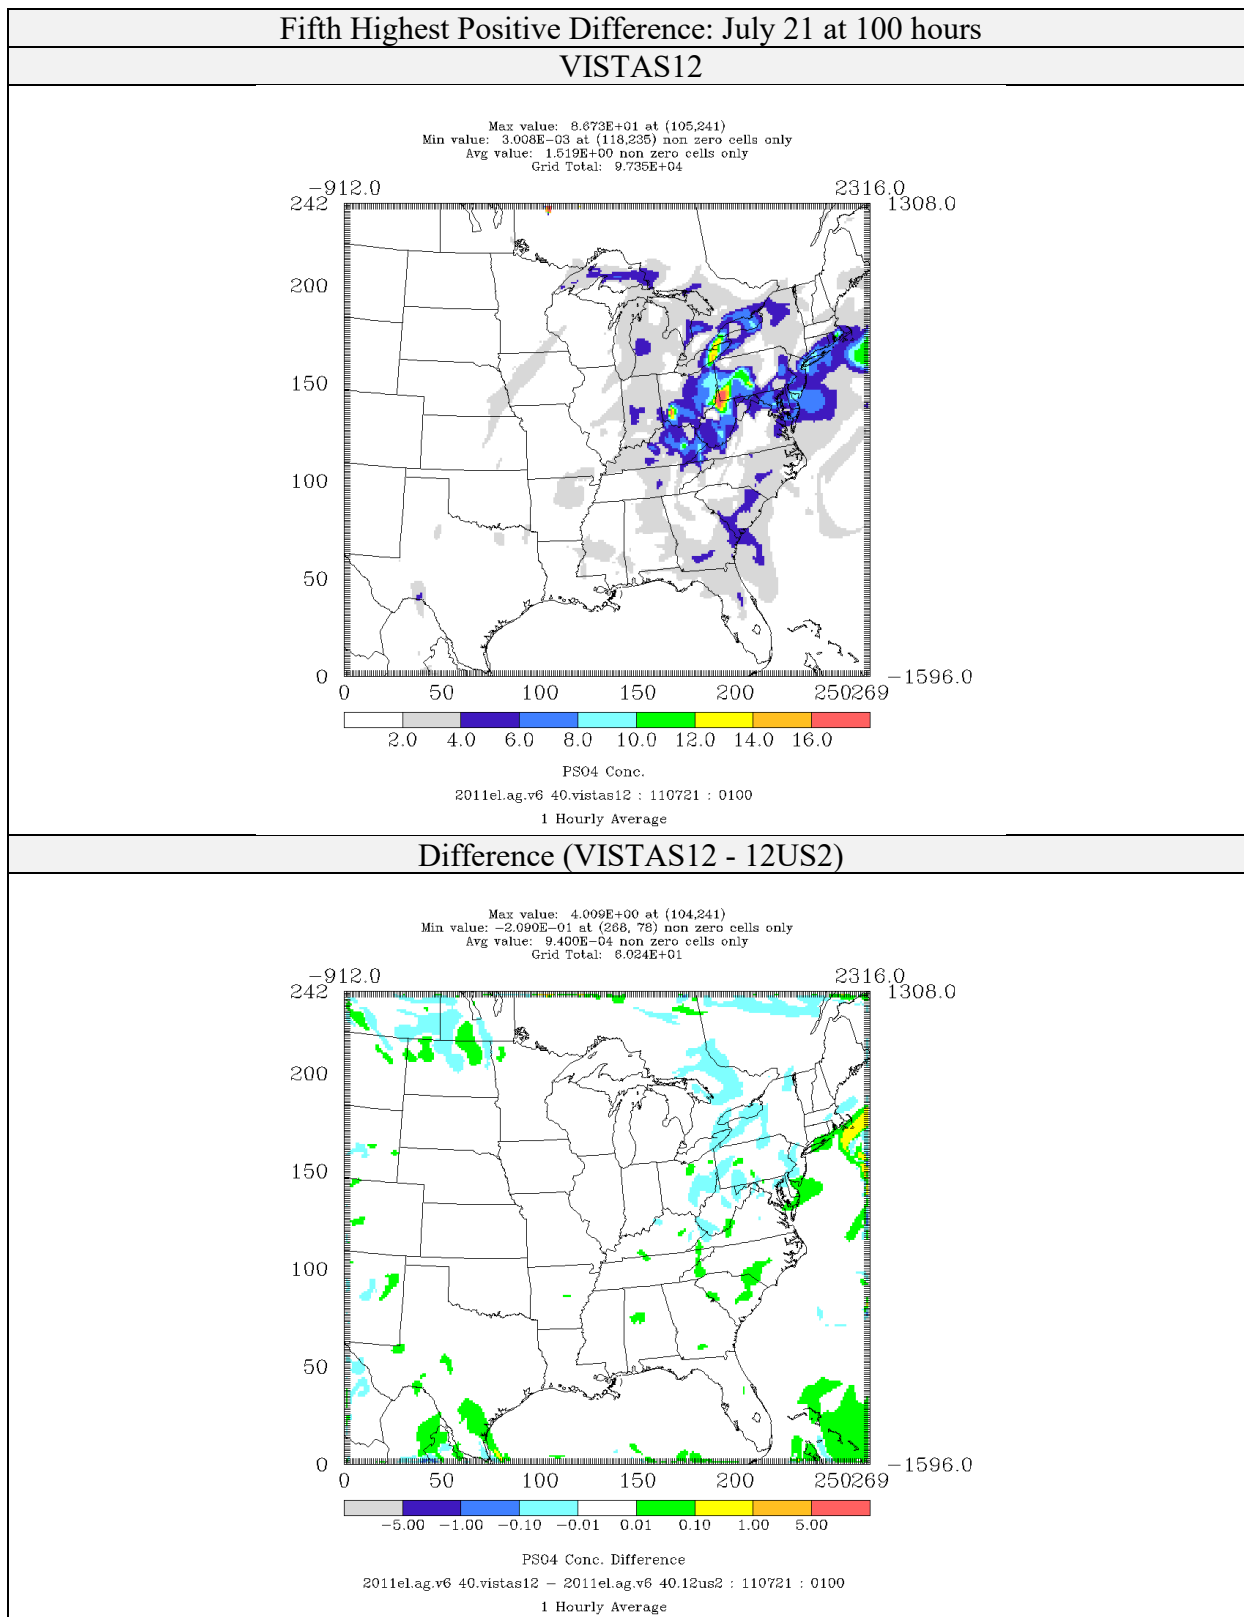 Fifth Highest Positive Difference: July 21 at 100 hours
VISTAS12
Max value: 8.673E+01 at (105,241)
Min value: 3.008E-03 at (118,235) non zero cells only
Avg value: 1.519E+00 non zero cells only
Grid Total: 9.735E+04
-912.0 2316.0
242 1308.0
200
150
100
50
0 -1596.0
0 50 100 150 200 250269
2.0 4.0 6.0 8.0 10.0 12.0 14.0 16.0
PSO4 Conc.
2011el.ag.v6 40.vistas12 : 110721 : 0100
1 Hourly Average
Difference (VISTAS12 - 12US2)
Max value: 4.009E+00 at (104,241)
Min value: -2.090E-01 at (268, 78) non zero cells only
Avg value: 9.400E-04 non zero cells only
Grid Total: 6.024E+01
-912.0 2316.0
242 1308.0
200
150
100
50
0 -1596.0
0 50 100 150 200 250269
-5.00 -1.00 -0.10 -0.01 0.01 0.10 1.00 5.00
PSO4 Conc. Difference
2011el.ag.v6 40.vistas12 - 2011el.ag.v6 40.12us2 : 110721 : 0100
1 Hourly Average